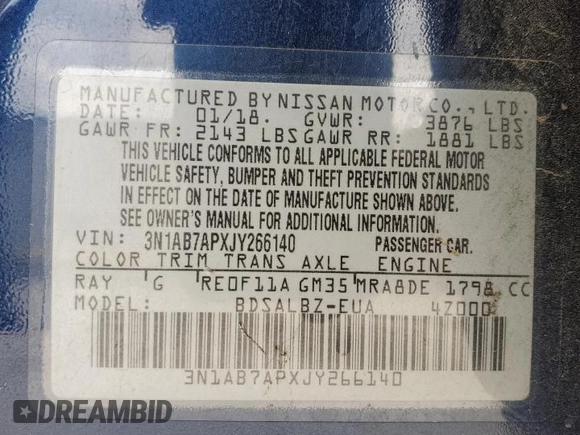 MANUFACTURED BY NISSAN MOTOR CO., LTD.
DATE: 01/18. GVWR: 3876 LBS
GAWR FR: 2143 LBS GAWR RR: 1881 LBS
THIS VEHICLE CONFORMS TO ALL APPLICABLE FEDERAL MOTOR
VEHICLE SAFETY, BUMPER AND THEFT PREVENTION STANDARDS
IN EFFECT ON THE DATE OF MANUFACTURE SHOWN ABOVE.
SEE OWNER'S MANUAL FOR ADDITIONAL INFORMATION.
VIN: 3N1AB7APXJY266140 PASSENGER CAR.
COLOR TRIM TRANS AXLE ENGINE
RAY G RE0F11A GM35 MRA8DE 1798 CC
MODEL: BDSALBZ-EUA 4Z000
3N1AB7APXJY266140
DREAMBID DREAMBID